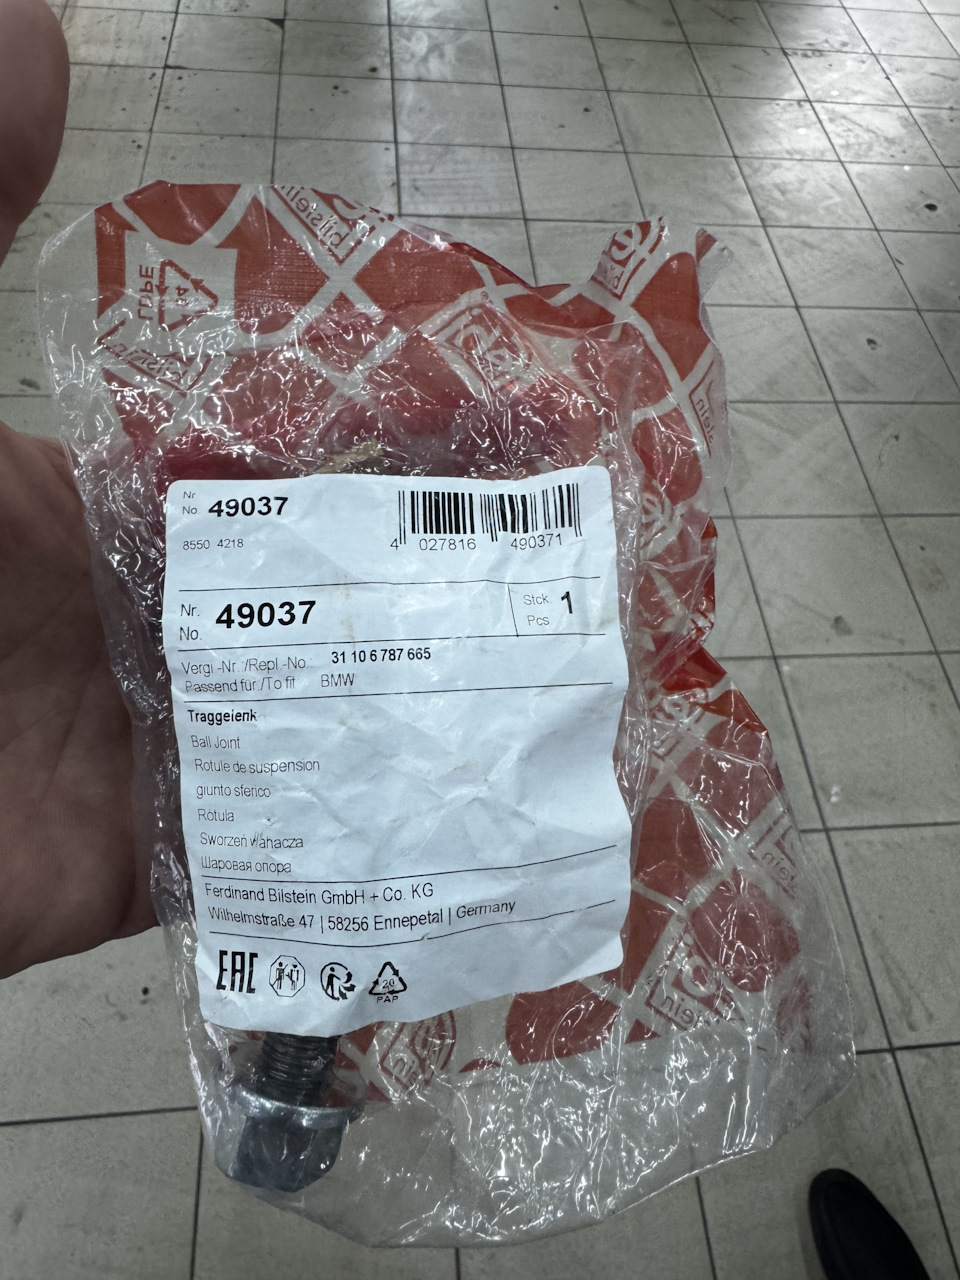 LDPE
04
bilstein
bilstein
Nr.
No. 49037
8550 4218
4 027816 490371
Nr.
No. 49037
Stck.
Pcs 1
Vergl.-Nr./Repl.-No.: 31 10 6 787 665
Passend für:/To fit BMW
Traggelenk
Ball Joint
Rotule de suspension
giunto sferico
Rótula
Sworzeń wahacza
Шаровая опора
Ferdinand Bilstein GmbH + Co. KG
Wilhelmstraße 47 | 58256 Ennepetal | Germany
EAC
20
PAP